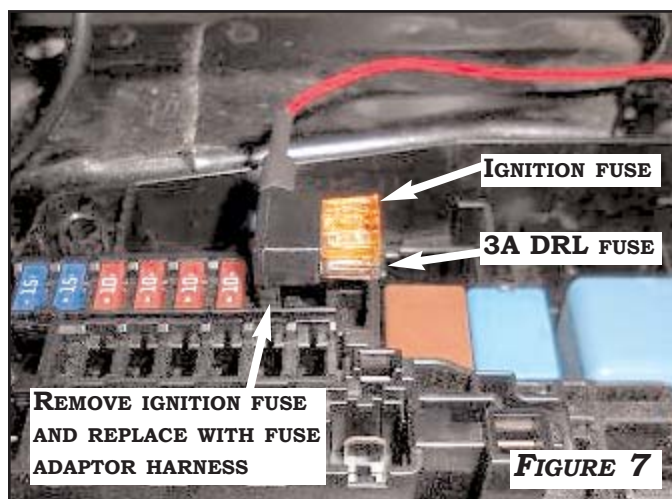 IGNITION FUSE
3A DRL FUSE
15
15
10
10
10
10
REMOVE IGNITION FUSE
AND REPLACE WITH FUSE
ADAPTOR HARNESS
FIGURE 7